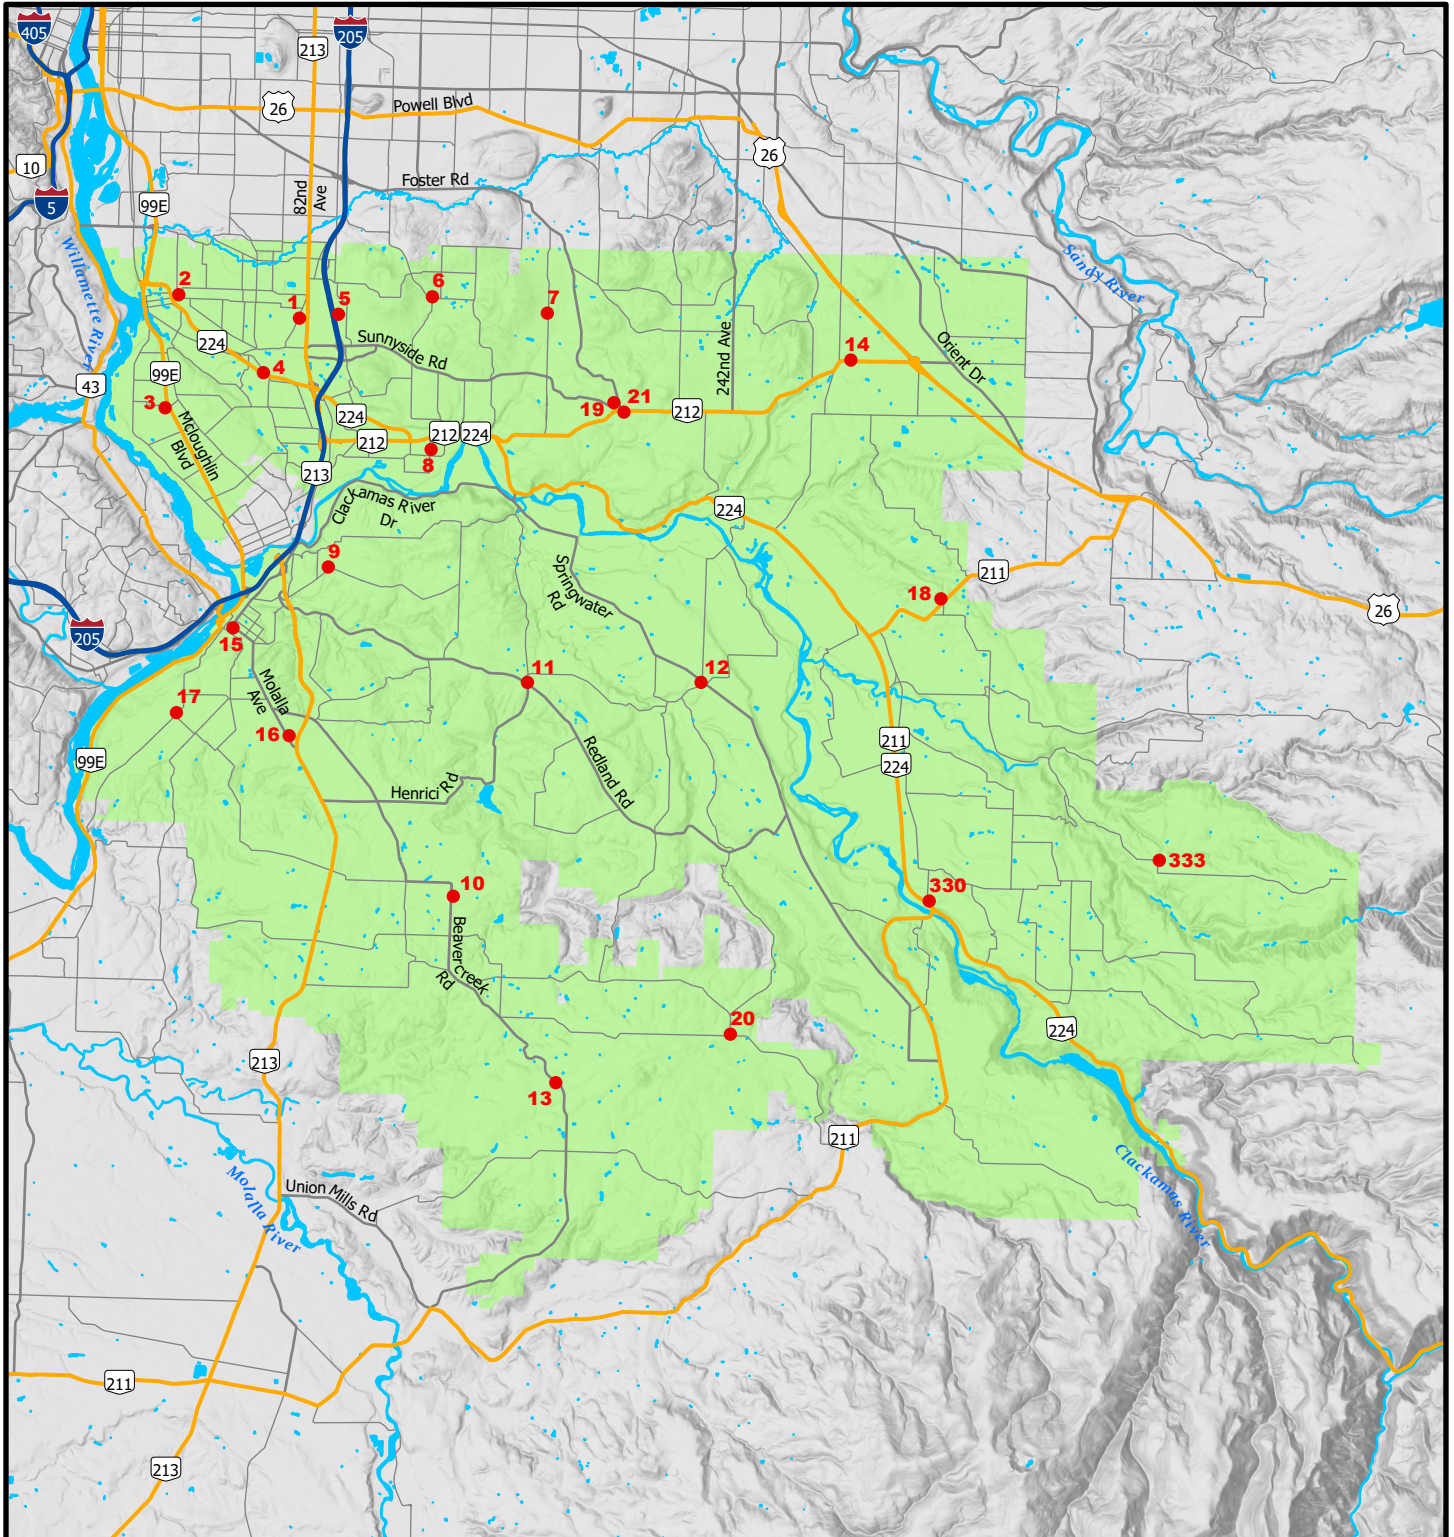 405
205
213
26
Powell Blvd
26
10
5
99E
82nd
Ave
Foster Rd
Willamette River
Sandy River
2
1
5
6
7
224
Sunnyside Rd
242nd Ave
14
Orient Dr
43
99E
4
3
Mcloughlin
Blvd
224
212
212
224
19
21
212
8
213
Clackamas River
Dr
224
9
Springwater
Rd
18
211
26
205
15
Molalla
Ave
11
12
17
16
99E
Redland Rd
211
224
Henrici Rd
333
10
330
Beavercreek
Rd
20
224
213
13
211
Clackamas River
Molalla River
Union Mills Rd
211
213